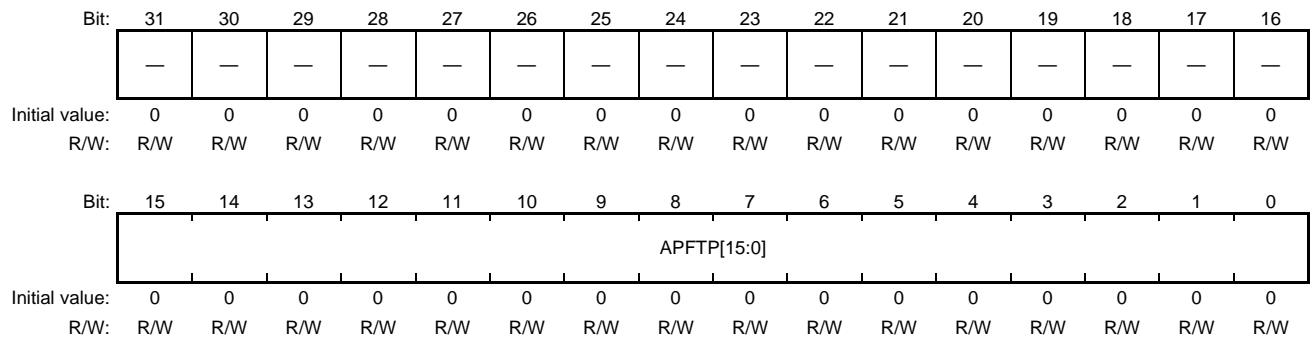 Bit: 31 30 29 28 27 26 25 24 23 22 21 20 19 18 17 16
— — — — — — — — — — — — — — — —
Initial value: 0 0 0 0 0 0 0 0 0 0 0 0 0 0 0 0
R/W: R/W R/W R/W R/W R/W R/W R/W R/W R/W R/W R/W R/W R/W R/W R/W R/W
Bit: 15 14 13 12 11 10 9 8 7 6 5 4 3 2 1 0
APFTP[15:0]
Initial value: 0 0 0 0 0 0 0 0 0 0 0 0 0 0 0 0
R/W: R/W R/W R/W R/W R/W R/W R/W R/W R/W R/W R/W R/W R/W R/W R/W R/W